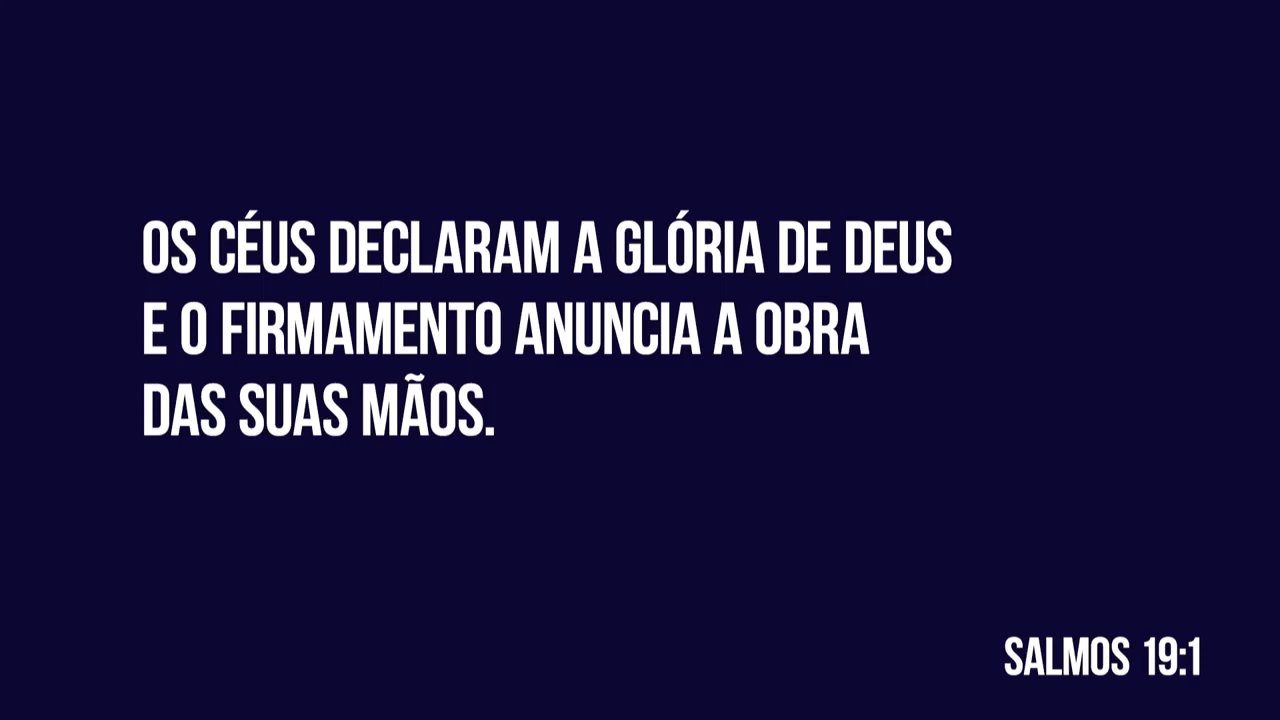 OS CÉUS DECLARAM A GLÓRIA DE DEUS
E O FIRMAMENTO ANUNCIA A OBRA
DAS SUAS MÃOS.
SALMOS 19:1